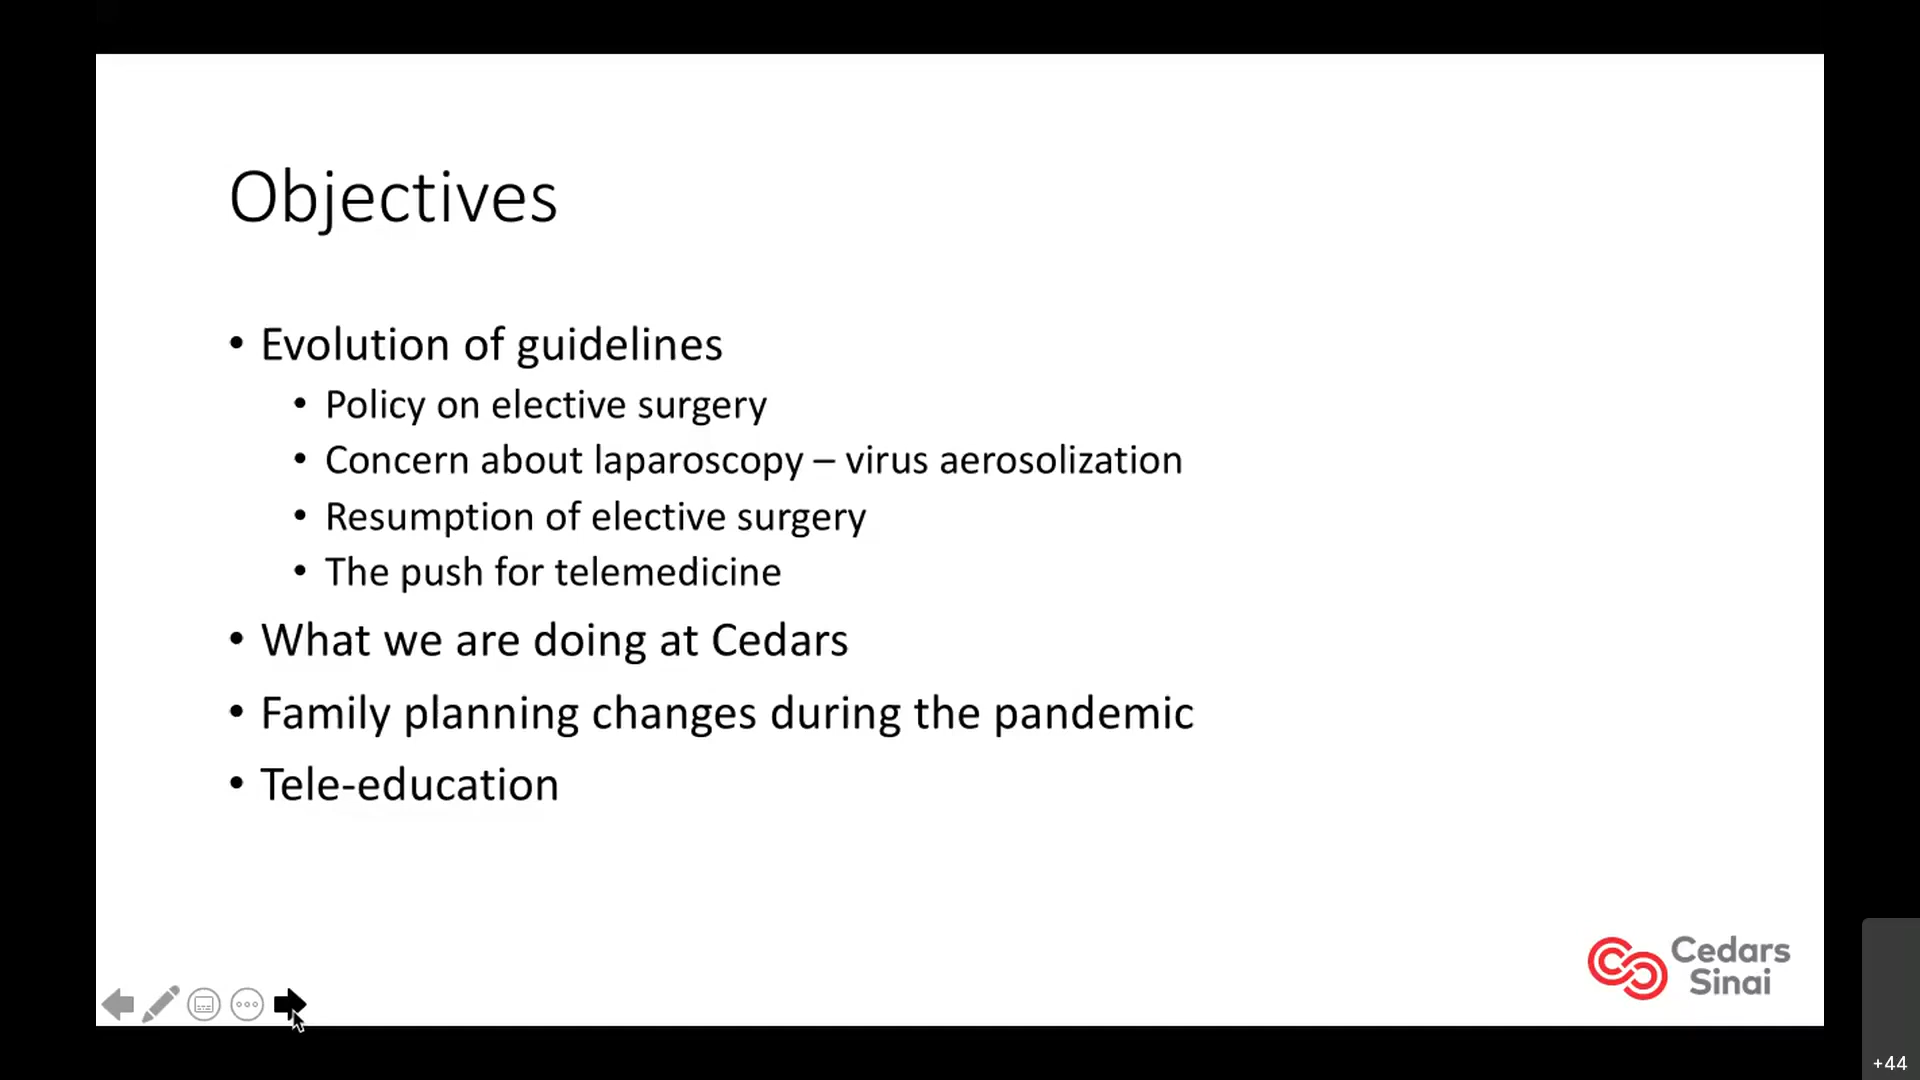 Objectives
• Evolution of guidelines
• Policy on elective surgery
• Concern about laparoscopy – virus aerosolization
• Resumption of elective surgery
• The push for telemedicine
• What we are doing at Cedars
• Family planning changes during the pandemic
• Tele-education
Cedars
Sinai
+44